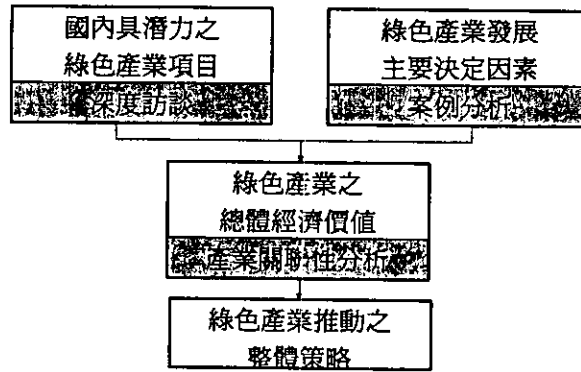 國內具潛力之
綠色產業項目
深度訪談
綠色產業發展
主要決定因素
案例分析
綠色產業之
總體經濟價值
產業關聯性分析
綠色產業推動之
整體策略